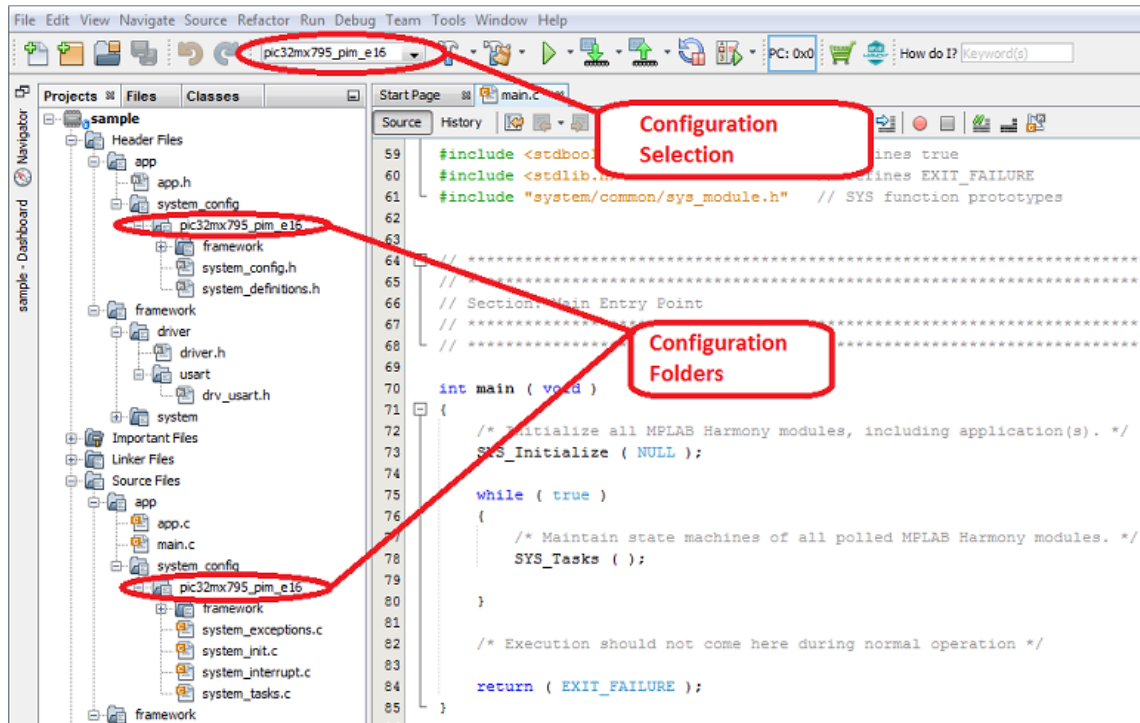 File Edit View Navigate Source Refactor Run Debug Team Tools Window Help
pic32mx795_pim_e16
PC: 0x0
How do I? Keyword(s)
Projects Files Classes
Start Page main.c
Source History
Navigator
sample - Dashboard
Configuration
Selection
Configuration
Folders
sample
Header Files
app
app.h
system_config
pic32mx795_pim_e16
framework
system_config.h
system_definitions.h
framework
driver
driver.h
usart
drv_usart.h
system
Important Files
Linker Files
Source Files
app
app.c
main.c
system_config
pic32mx795_pim_e16
framework
system_exceptions.c
system_init.c
system_interrupt.c
system_tasks.c
framework
59 #include <stdbool ines true
60 #include <stdlib.h EXIT_FAILURE
61 #include "system/common/sys_module.h" // SYS function prototypes
62
63
64 // *****************************************************************
65 // *****************************************************************
66 // Section: Main Entry Point
67 // *****************************************************************
68 // *****************************************************************
69
70 int main ( void )
71 {
72 /* Initialize all MPLAB Harmony modules, including application(s). */
73 SYS_Initialize ( NULL );
74
75 while ( true )
76 {
77 /* Maintain state machines of all polled MPLAB Harmony modules. */
78 SYS_Tasks ( );
79
80 }
81
82 /* Execution should not come here during normal operation */
83
84 return ( EXIT_FAILURE );
85 }